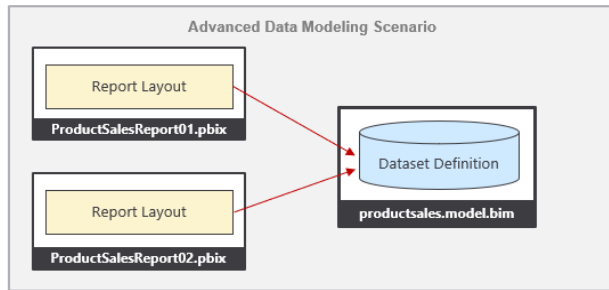 Advanced Data Modeling Scenario
Report Layout
ProductSalesReport01.pbix
Dataset Definition
productsales.model.bim
Report Layout
ProductSalesReport02.pbix